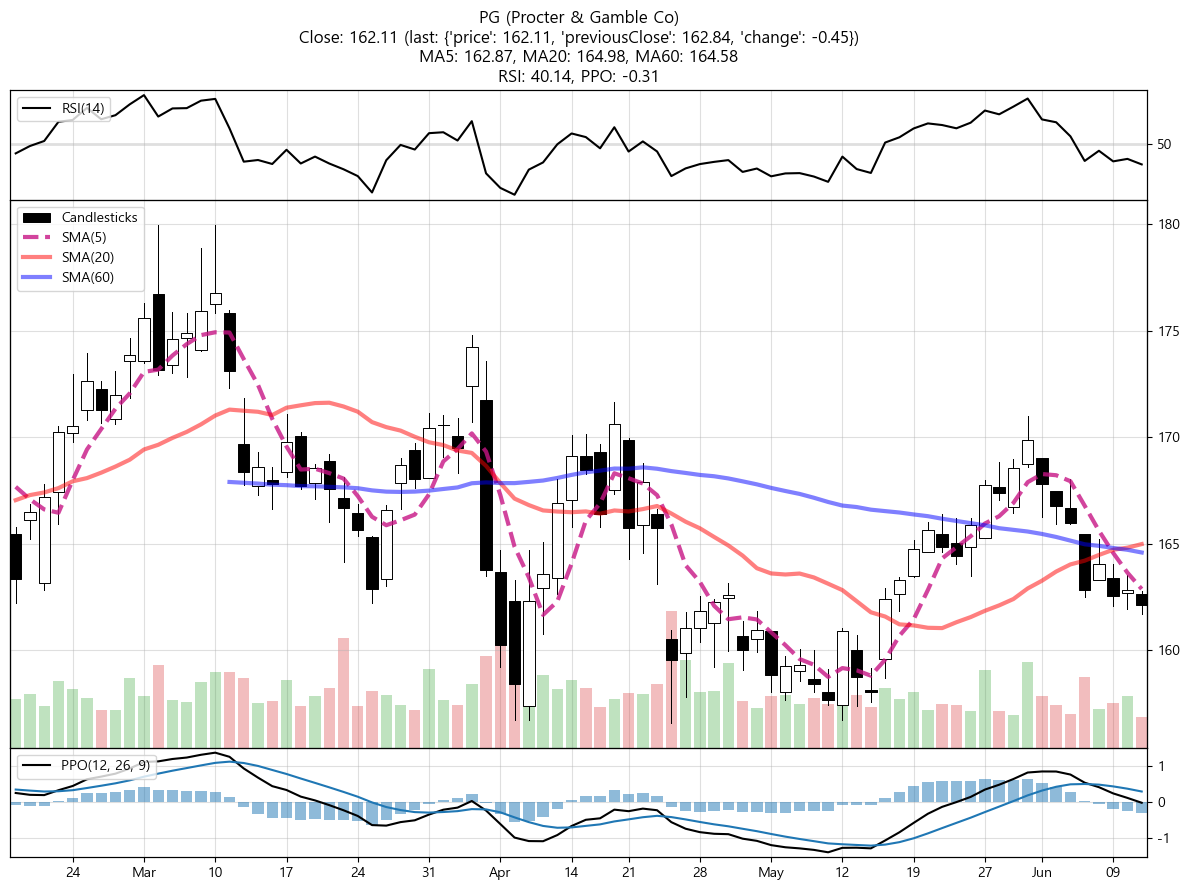 PG (Procter & Gamble Co)
Close: 162.11 (last: {'price': 162.11, 'previousClose': 162.84, 'change': -0.45})
MA5: 162.87, MA20: 164.98, MA60: 164.58
RSI: 40.14, PPO: -0.31
RSI(14)
50
Candlesticks
SMA(5)
SMA(20)
SMA(60)
180
175
170
165
160
PPO(12, 26, 9)
1
0
-1
24 Mar 10 17 24 31 Apr 14 21 28 May 12 19 27 Jun 09